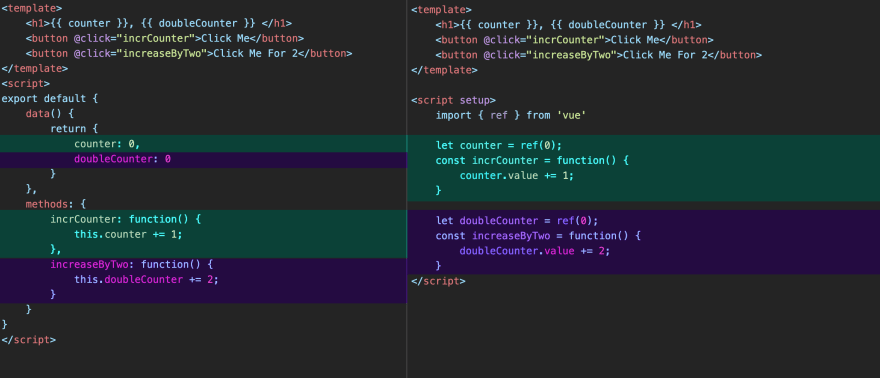 <template>
    <h1>{{ counter }}, {{ doubleCounter }} </h1>
    <button @click="incrCounter">Click Me</button>
    <button @click="increaseByTwo">Click Me For 2</button>
</template>
<script>
export default {
    data() {
        return {
            counter: 0,
            doubleCounter: 0
        }
    },
    methods: {
        incrCounter: function() {
            this.counter += 1;
        },
        increaseByTwo: function() {
            this.doubleCounter += 2;
        }
    }
}
</script>
<template>
    <h1>{{ counter }}, {{ doubleCounter }} </h1>
    <button @click="incrCounter">Click Me</button>
    <button @click="increaseByTwo">Click Me For 2</button>
</template>

<script setup>
    import { ref } from 'vue'

    let counter = ref(0);
    const incrCounter = function() {
        counter.value += 1;
    }

    let doubleCounter = ref(0);
    const increaseByTwo = function() {
        doubleCounter.value += 2;
    }
</script>